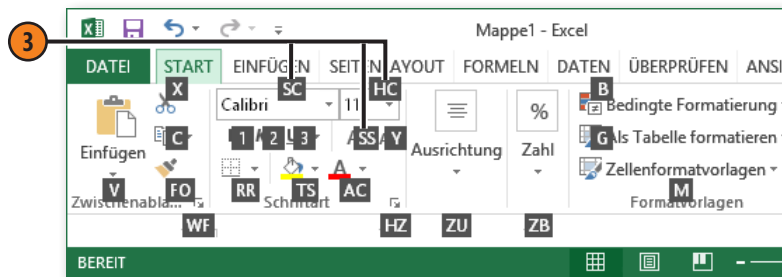 Mappe1 - Excel
3
DATEI START EINFÜGEN SEITENLAYOUT FORMELN DATEN ÜBERPRÜFEN ANSI
X SC HC B
Calibri 11 % Bedingte Formatierung
C 1 2 3 SS Y G Als Tabelle formatieren
Einfügen Ausrichtung Zahl Zellenformatvorlagen
V FO RR TS AC M
Zwischenabla... Schriftart Formatvorlagen
WF HZ ZU ZB
BEREIT